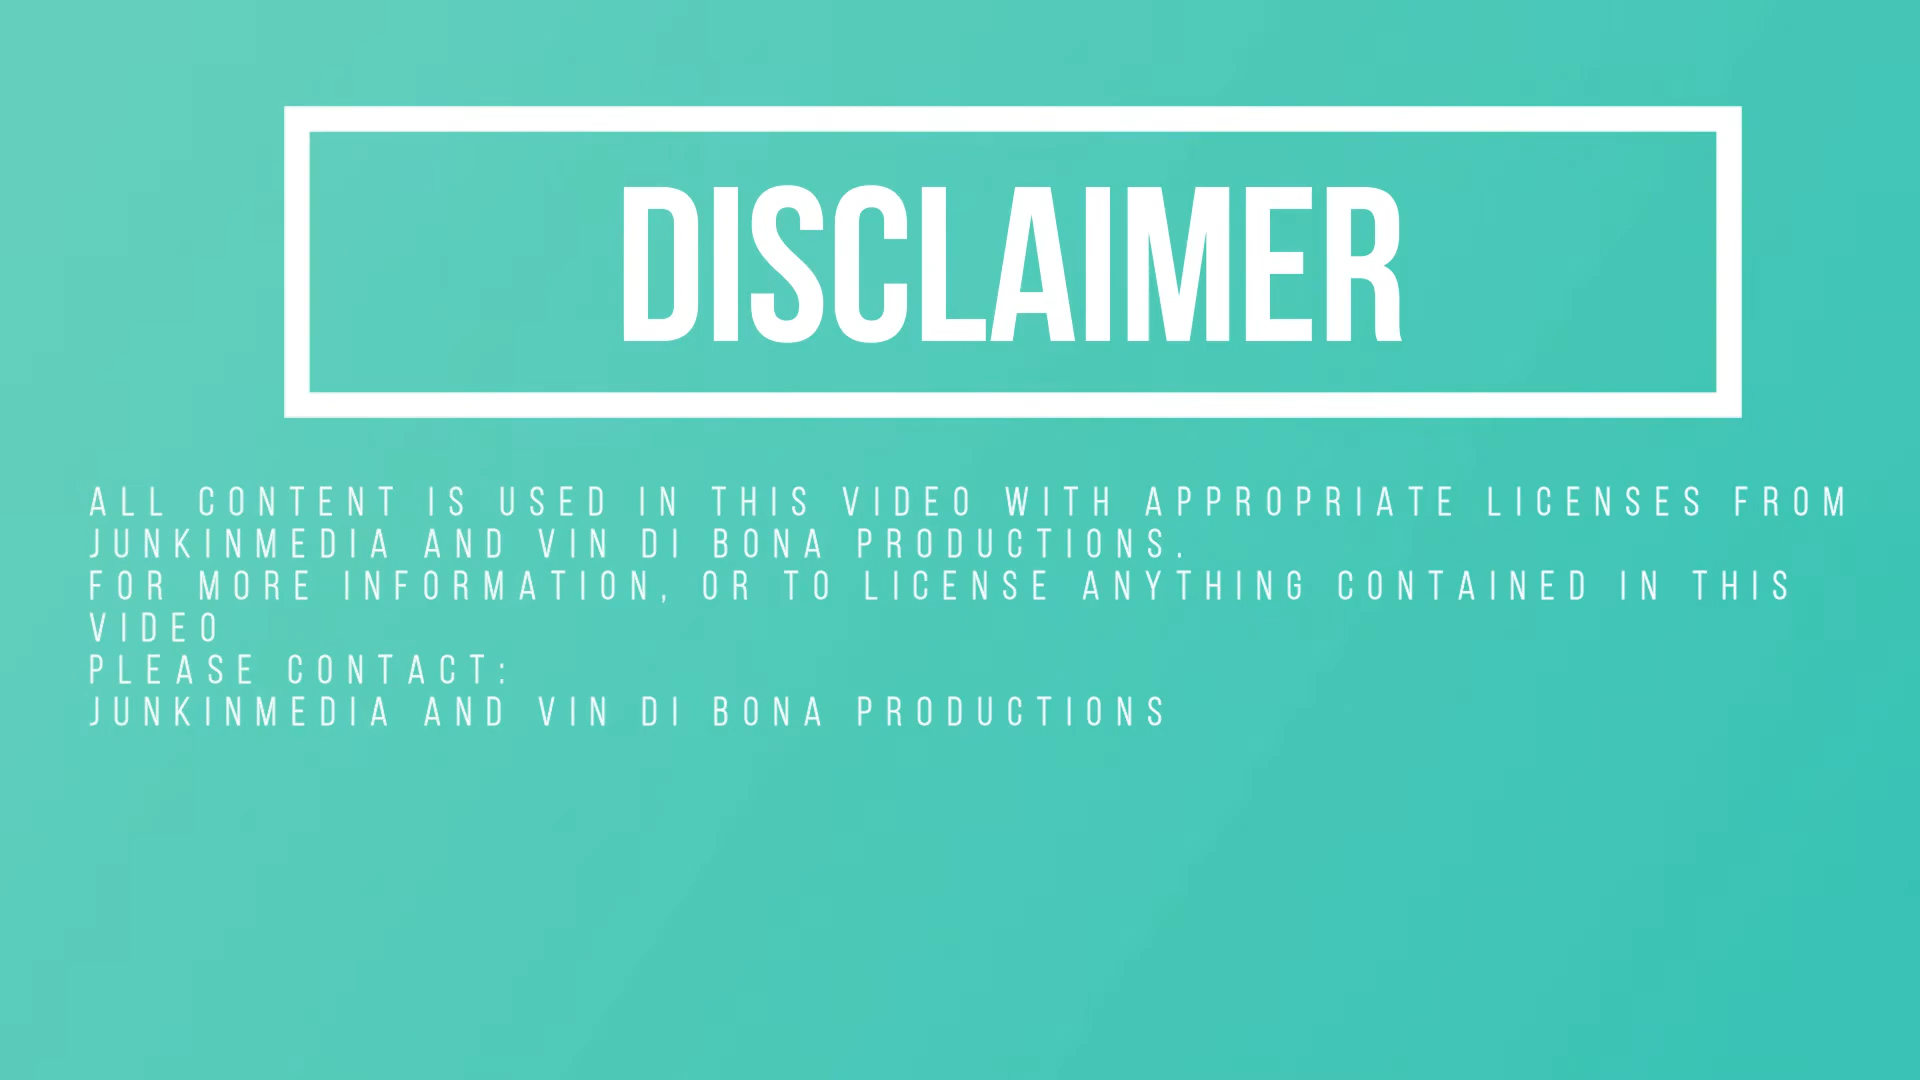 DISCLAIMER
ALL CONTENT IS USED IN THIS VIDEO WITH APPROPRIATE LICENSES FROM
JUNKINMEDIA AND VIN DI BONA PRODUCTIONS.
FOR MORE INFORMATION, OR TO LICENSE ANYTHING CONTAINED IN THIS
VIDEO
PLEASE CONTACT:
JUNKINMEDIA AND VIN DI BONA PRODUCTIONS